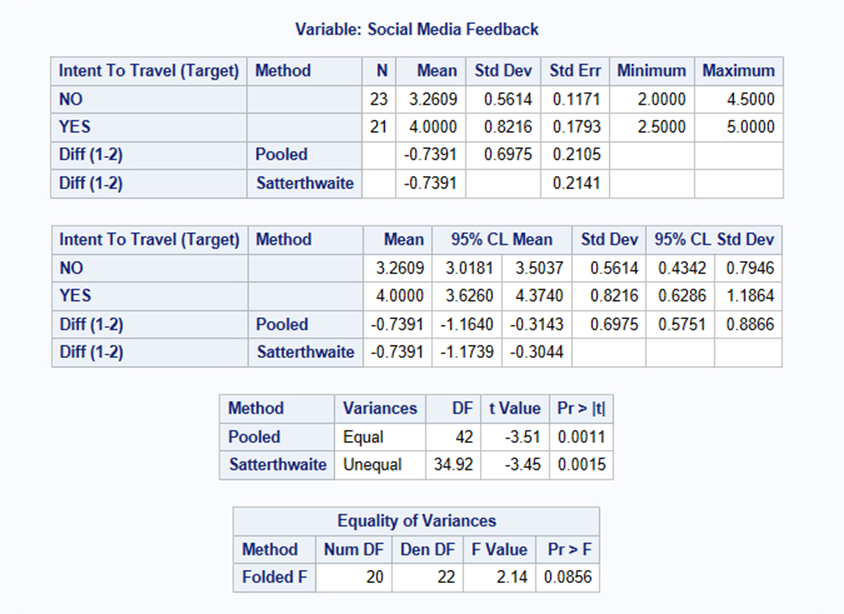 Variable: Social Media Feedback
Intent To Travel (Target) Method N Mean Std Dev Std Err Minimum Maximum
NO 23 3.2609 0.5614 0.1171 2.0000 4.5000
YES 21 4.0000 0.8216 0.1793 2.5000 5.0000
Diff (1-2) Pooled -0.7391 0.6975 0.2105
Diff (1-2) Satterthwaite -0.7391 0.2141
Intent To Travel (Target) Method Mean 95% CL Mean Std Dev 95% CL Std Dev
NO 3.2609 3.0181 3.5037 0.5614 0.4342 0.7946
YES 4.0000 3.6260 4.3740 0.8216 0.6286 1.1864
Diff (1-2) Pooled -0.7391 -1.1640 -0.3143 0.6975 0.5751 0.8866
Diff (1-2) Satterthwaite -0.7391 -1.1739 -0.3044
Method Variances DF t Value Pr > |t|
Pooled Equal 42 -3.51 0.0011
Satterthwaite Unequal 34.92 -3.45 0.0015
Equality of Variances
Method Num DF Den DF F Value Pr > F
Folded F 20 22 2.14 0.0856